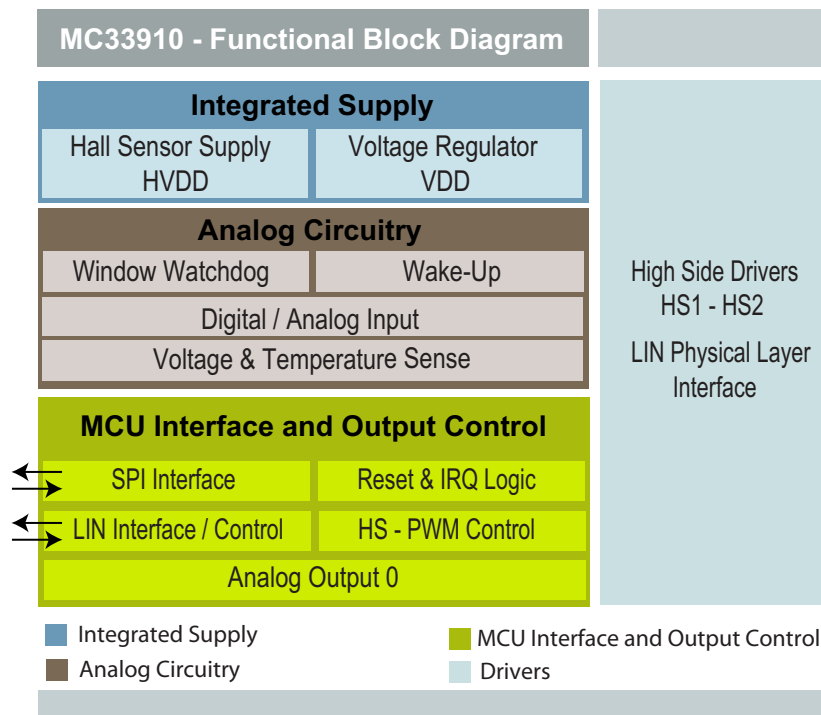 MC33910 - Functional Block Diagram
Integrated Supply
Hall Sensor Supply
HVDD
Voltage Regulator
VDD
Analog Circuitry
Window Watchdog
Wake-Up
Digital / Analog Input
Voltage & Temperature Sense
MCU Interface and Output Control
SPI Interface
Reset & IRQ Logic
LIN Interface / Control
HS - PWM Control
Analog Output 0
High Side Drivers
HS1 - HS2
LIN Physical Layer
Interface
Integrated Supply
Analog Circuitry
MCU Interface and Output Control
Drivers